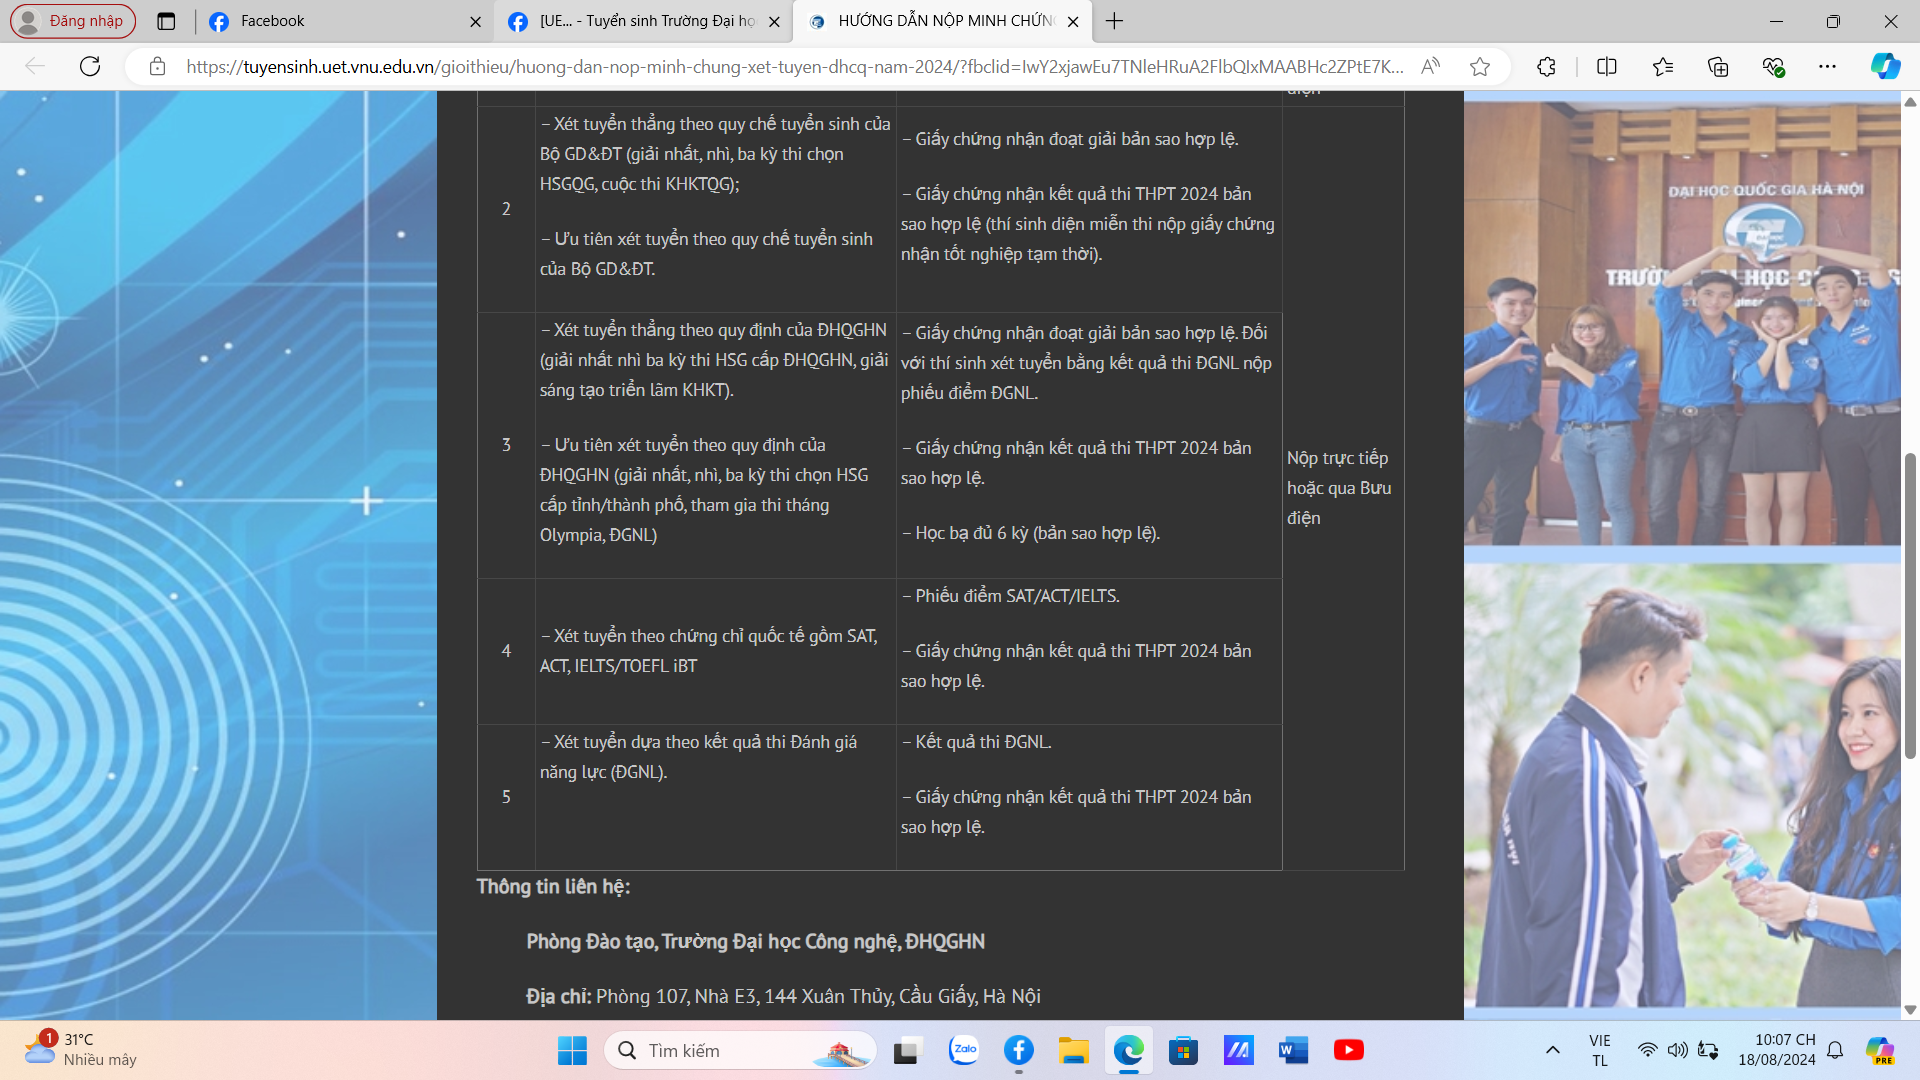 Đăng nhập
Facebook
[UE... - Tuyển sinh Trường Đại họ
HƯỚNG DẪN NỘP MINH CHỨN
https://tuyensinh.uet.vnu.edu.vn/gioithieu/huong-dan-nop-minh-chung-xet-tuyen-dhcq-nam-2024/?fbclid=IwY2xjawEu7TNleHRuA2FlbQIxMAABHc2ZPtE7K...
điện
2
– Xét tuyển thẳng theo quy chế tuyển sinh của
Bộ GD&ĐT (giải nhất, nhì, ba kỳ thi chọn
HSGQG, cuộc thi KHKTQG);
– Ưu tiên xét tuyển theo quy chế tuyển sinh
của Bộ GD&ĐT.
– Giấy chứng nhận đoạt giải bản sao hợp lệ.
– Giấy chứng nhận kết quả thi THPT 2024 bản
sao hợp lệ (thí sinh diện miễn thi nộp giấy chứng
nhận tốt nghiệp tạm thời).
3
– Xét tuyển thẳng theo quy định của ĐHQGHN
(giải nhất nhì ba kỳ thi HSG cấp ĐHQGHN, giải
sáng tạo triển lãm KHKT).
– Ưu tiên xét tuyển theo quy định của
ĐHQGHN (giải nhất, nhì, ba kỳ thi chọn HSG
cấp tỉnh/thành phố, tham gia thi tháng
Olympia, ĐGNL)
– Giấy chứng nhận đoạt giải bản sao hợp lệ. Đối
với thí sinh xét tuyển bằng kết quả thi ĐGNL nộp
phiếu điểm ĐGNL.
– Giấy chứng nhận kết quả thi THPT 2024 bản
sao hợp lệ.
– Học bạ đủ 6 kỳ (bản sao hợp lệ).
Nộp trực tiếp
hoặc qua Bưu
điện
4
– Xét tuyển theo chứng chỉ quốc tế gồm SAT,
ACT, IELTS/TOEFL iBT
– Phiếu điểm SAT/ACT/IELTS.
– Giấy chứng nhận kết quả thi THPT 2024 bản
sao hợp lệ.
5
– Xét tuyển dựa theo kết quả thi Đánh giá
năng lực (ĐGNL).
– Kết quả thi ĐGNL.
– Giấy chứng nhận kết quả thi THPT 2024 bản
sao hợp lệ.
Thông tin liên hệ:
Phòng Đào tạo, Trường Đại học Công nghệ, ĐHQGHN
Địa chỉ: Phòng 107, Nhà E3, 144 Xuân Thủy, Cầu Giấy, Hà Nội
ĐẠI HỌC QUỐC GIA HÀ NỘI
1
31°C
Nhiều mây
Tìm kiếm
Zalo
VIE
TL
10:07 CH
18/08/2024
PRE